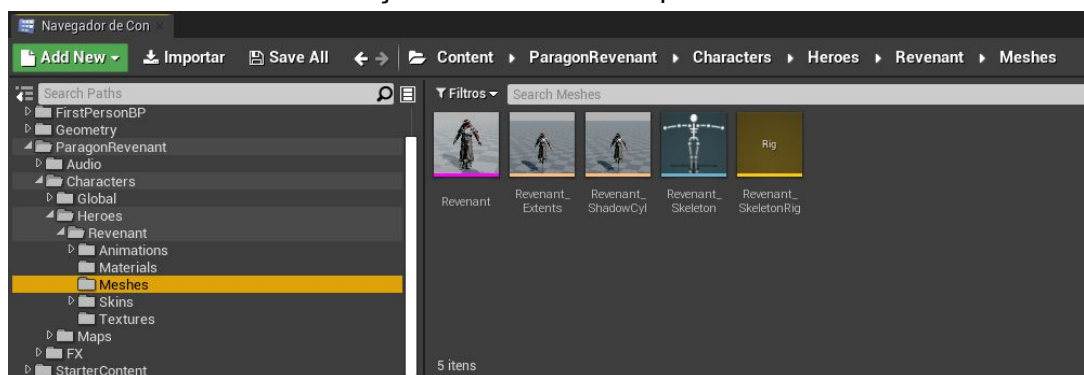 Navegador de Con
Add New
Importar
Save All
Content
ParagonRevenant
Characters
Heroes
Revenant
Meshes
Search Paths
FirstPersonBP
Geometry
ParagonRevenant
Audio
Characters
Global
Heroes
Revenant
Animations
Materials
Meshes
Skins
Textures
Maps
FX
StarterContent
Filtros
Search Meshes
Rig
Revenant
Revenant_
Extents
Revenant_
ShadowCyl
Revenant_
Skeleton
Revenant_
SkeletonRig
5 itens